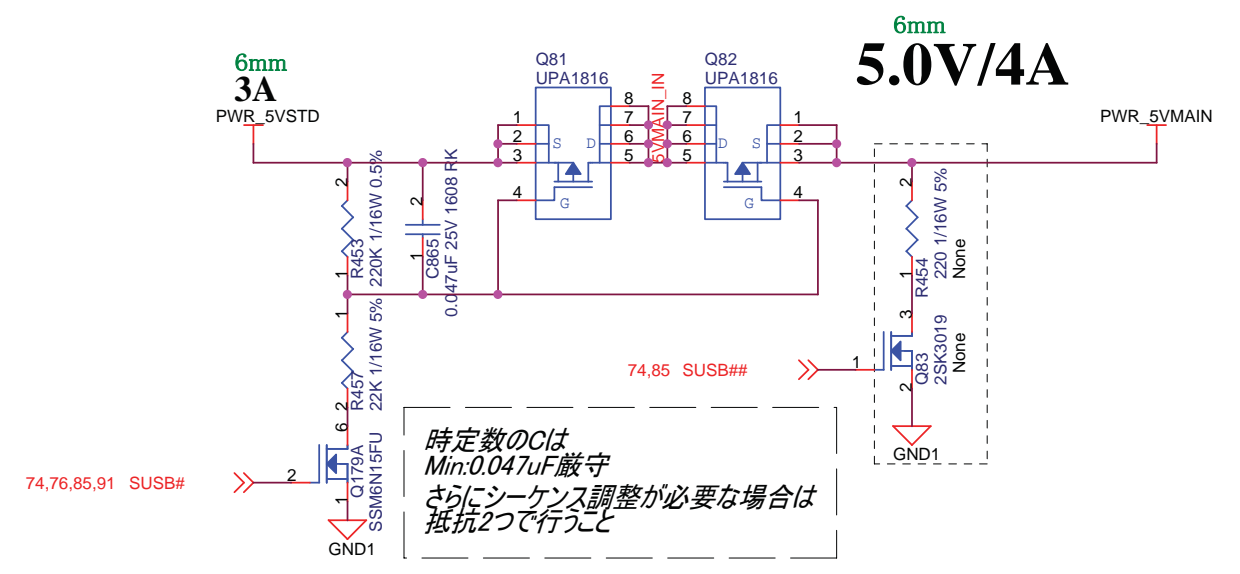 6mm
3A
PWR_5VSTD
Q81
UPA1816
Q82
UPA1816
6mm
5.0V/4A
PWR_5VMAIN
5VMAIN_IN
1
2
3
4
8
7
6
5
S
D
G
8
7
6
5
1
2
3
4
D
S
G
2
1
R453
220K 1/16W 0.5%
2
1
C865
0.047uF 25V 1608 RK
1
2
R457
22K 1/16W 5%
6
2
1
Q179A
SSM6N15FU
GND1
74,76,85,91 SUSB#
2
1
R454
220 1/16W 5%
None
3
1
2
Q83
2SK3019
None
GND1
74,85 SUSB##
時定数のCは
Min:0.047uF厳守
さらにシーケンス調整が必要な場合は
抵抗2つで行うこと